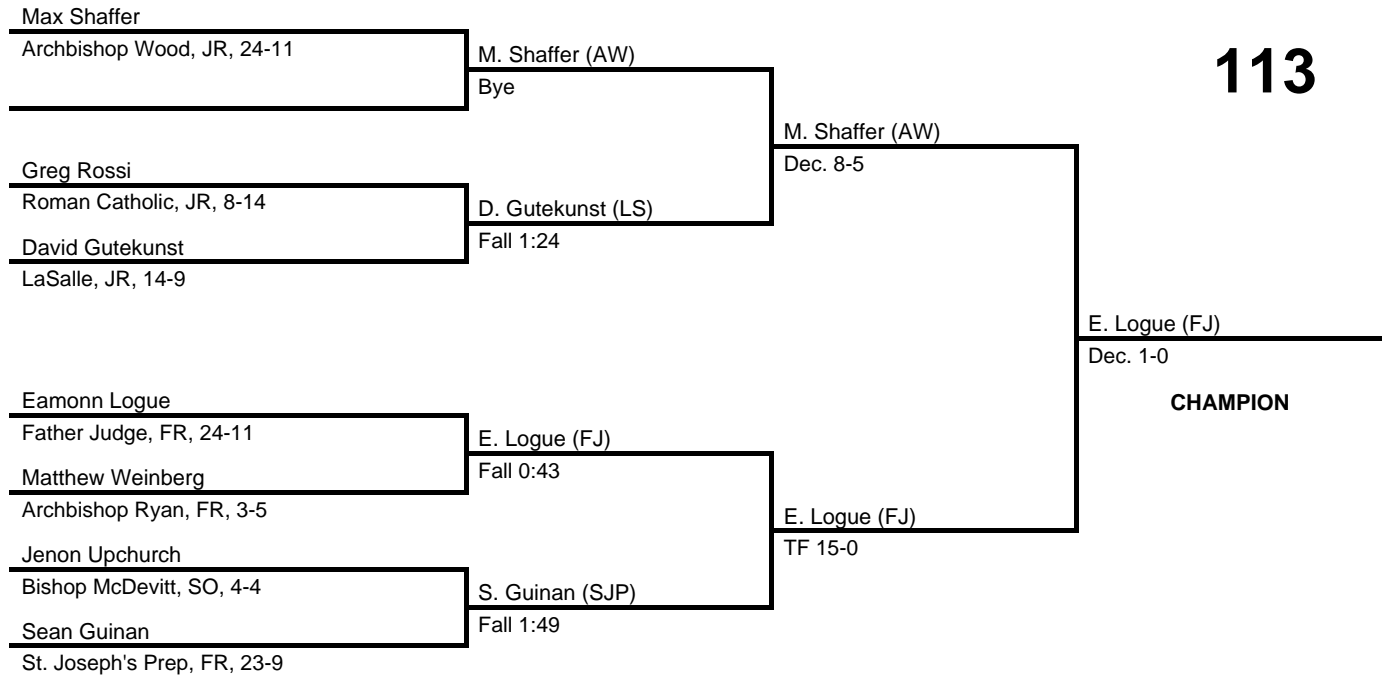 Max Shaffer
Archbishop Wood, JR, 24-11
M. Shaffer (AW)
Bye
113
M. Shaffer (AW)
Dec. 8-5
Greg Rossi
Roman Catholic, JR, 8-14
D. Gutekunst (LS)
Fall 1:24
David Gutekunst
LaSalle, JR, 14-9
E. Logue (FJ)
Dec. 1-0
CHAMPION
Eamonn Logue
Father Judge, FR, 24-11
E. Logue (FJ)
Fall 0:43
Matthew Weinberg
Archbishop Ryan, FR, 3-5
E. Logue (FJ)
TF 15-0
Jenon Upchurch
Bishop McDevitt, SO, 4-4
S. Guinan (SJP)
Fall 1:49
Sean Guinan
St. Joseph's Prep, FR, 23-9